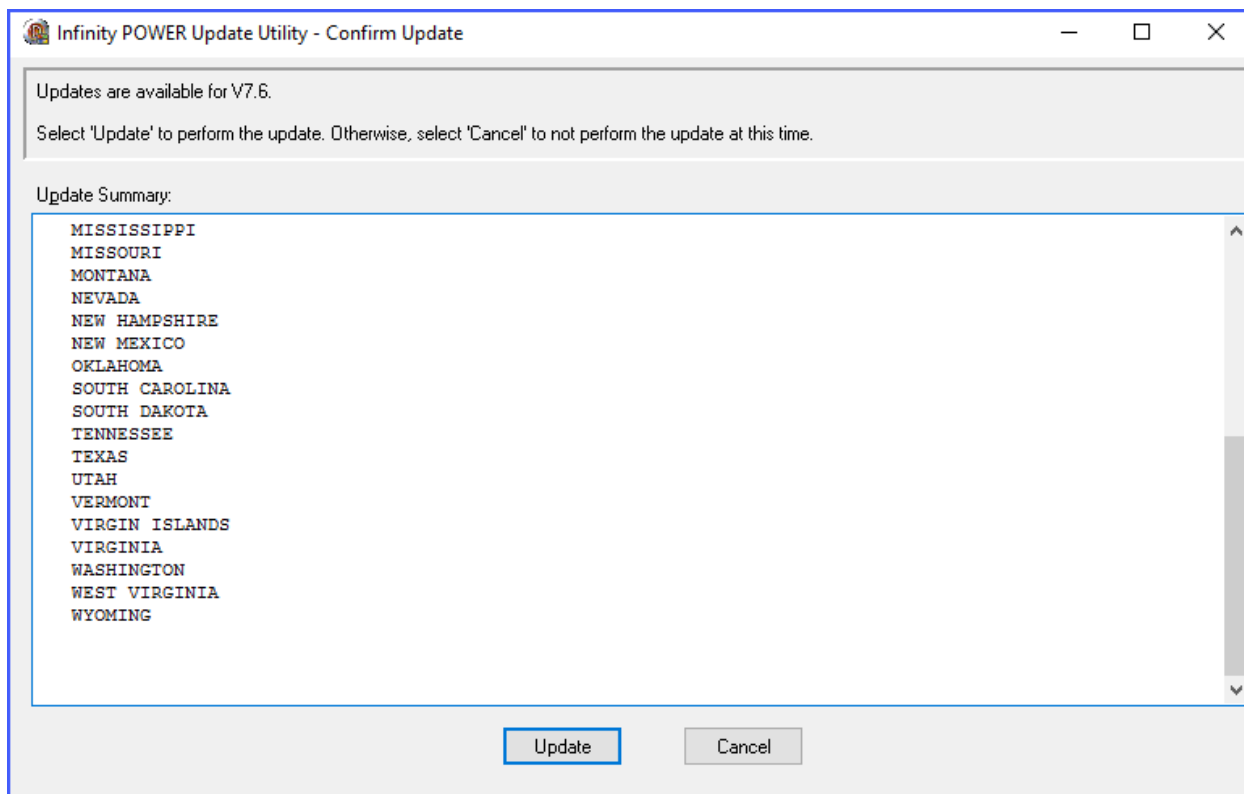 Infinity POWER Update Utility - Confirm Update
Updates are available for V7.6.
Select 'Update' to perform the update. Otherwise, select 'Cancel' to not perform the update at this time.
Update Summary:
MISSISSIPPI
MISSOURI
MONTANA
NEVADA
NEW HAMPSHIRE
NEW MEXICO
OKLAHOMA
SOUTH CAROLINA
SOUTH DAKOTA
TENNESSEE
TEXAS
UTAH
VERMONT
VIRGIN ISLANDS
VIRGINIA
WASHINGTON
WEST VIRGINIA
WYOMING
Update Cancel